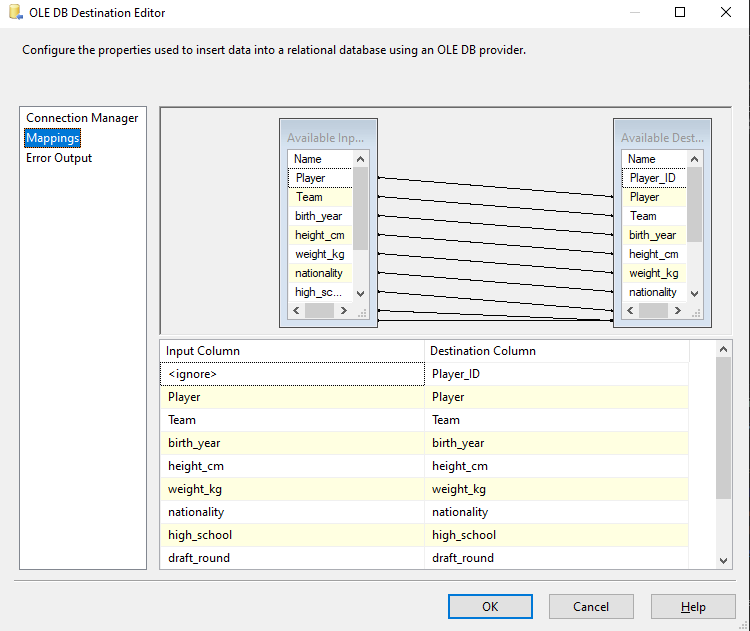 OLE DB Destination Editor
Configure the properties used to insert data into a relational database using an OLE DB provider.
Connection Manager
Mappings
Error Output
Available Inp...
Name
Player
Team
birth_year
height_cm
weight_kg
nationality
high_sc...
Available Dest...
Name
Player_ID
Player
Team
birth_year
height_cm
weight_kg
nationality
Input Column Destination Column
<ignore> Player_ID
Player Player
Team Team
birth_year birth_year
height_cm height_cm
weight_kg weight_kg
nationality nationality
high_school high_school
draft_round draft_round
OK Cancel Help